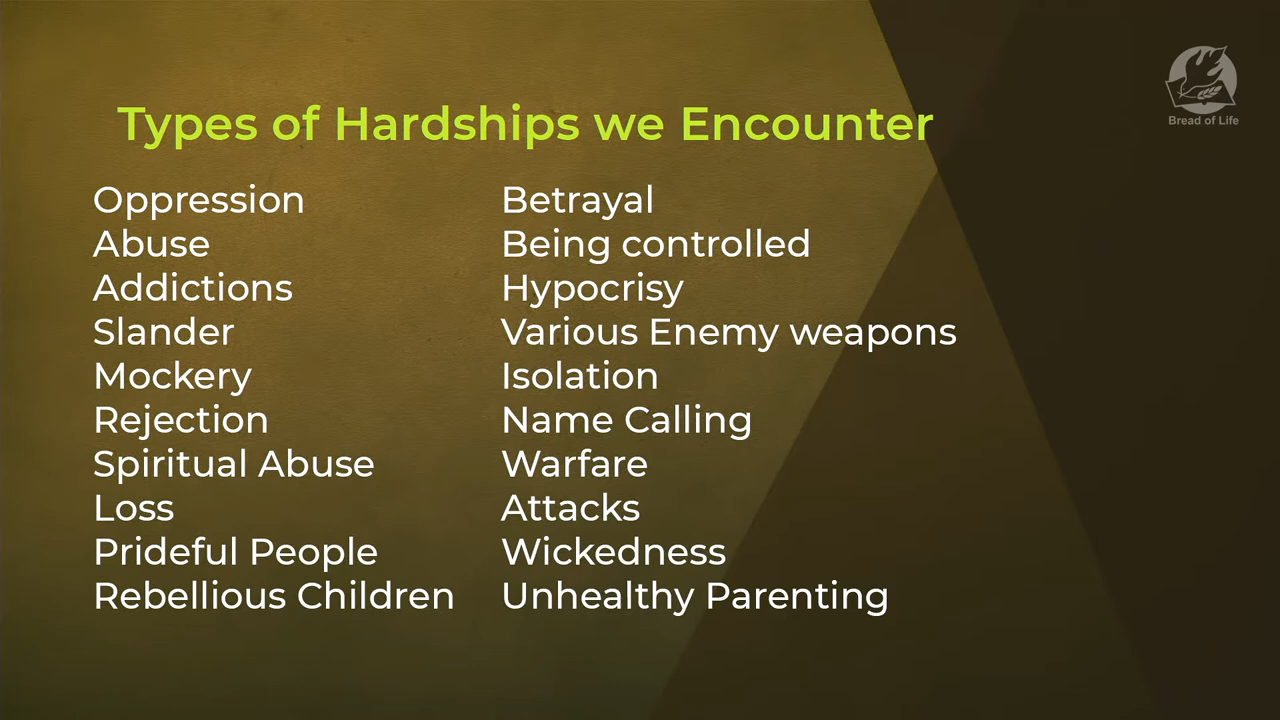 Types of Hardships we Encounter
Oppression
Abuse
Addictions
Slander
Mockery
Rejection
Spiritual Abuse
Loss
Prideful People
Rebellious Children
Betrayal
Being controlled
Hypocrisy
Various Enemy weapons
Isolation
Name Calling
Warfare
Attacks
Wickedness
Unhealthy Parenting
Bread of Life